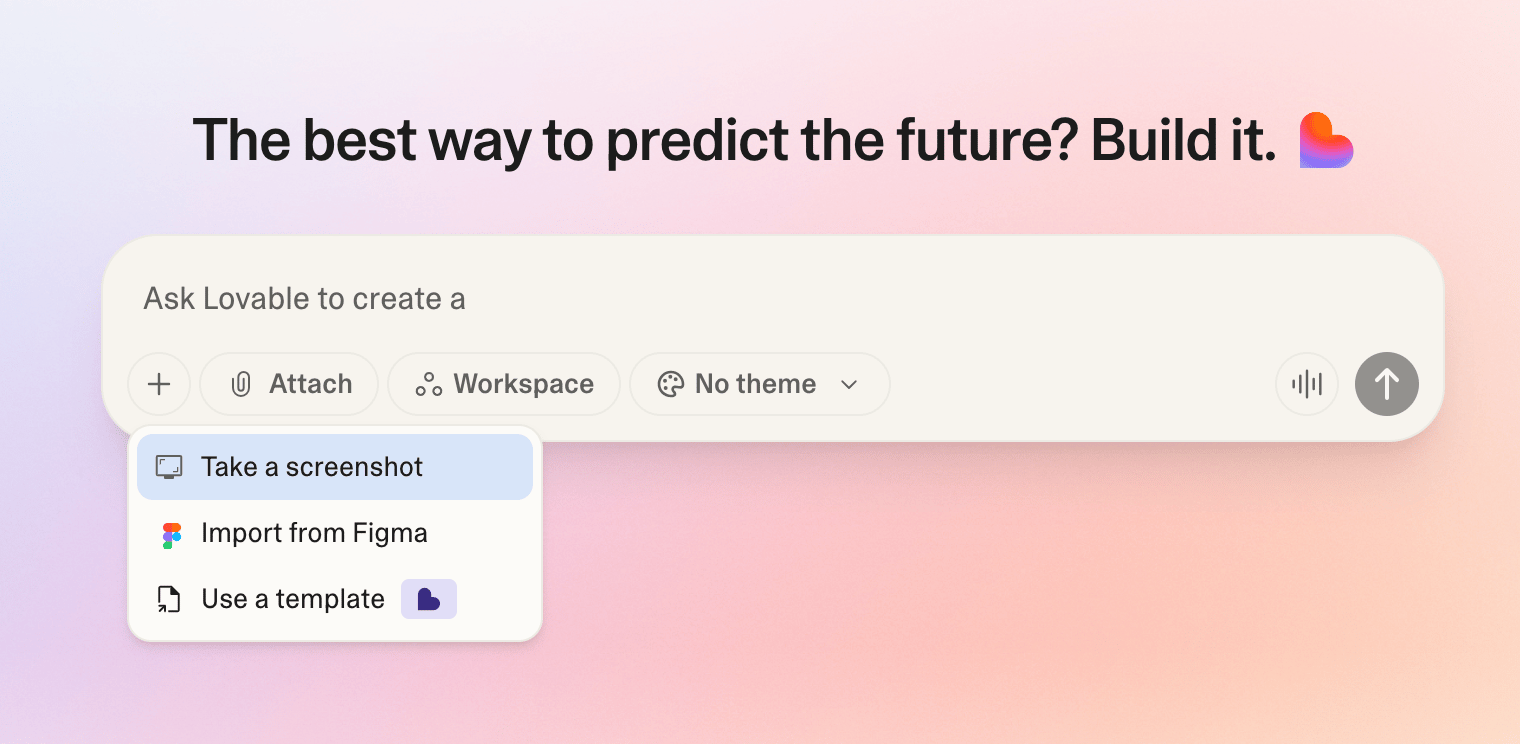 The best way to predict the future? Build it.
Ask Lovable to create a
Attach
Workspace
No theme
Take a screenshot
Import from Figma
Use a template